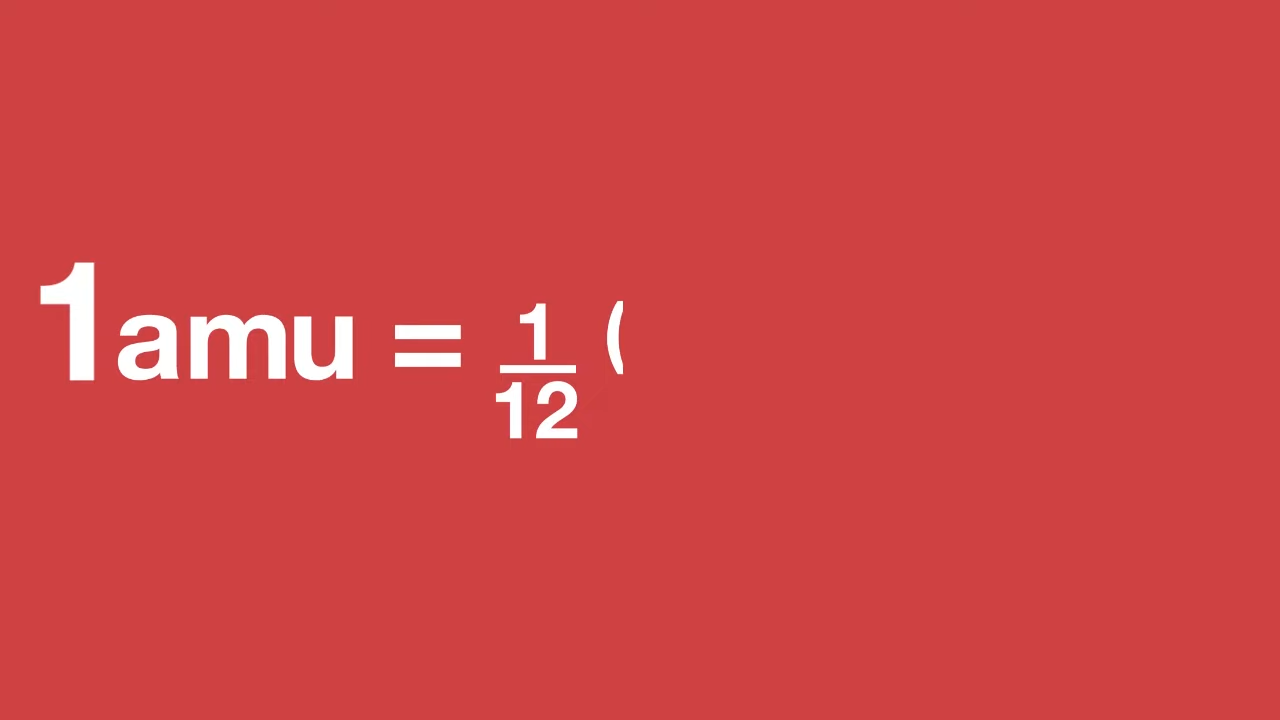 1amu = 1/12 (